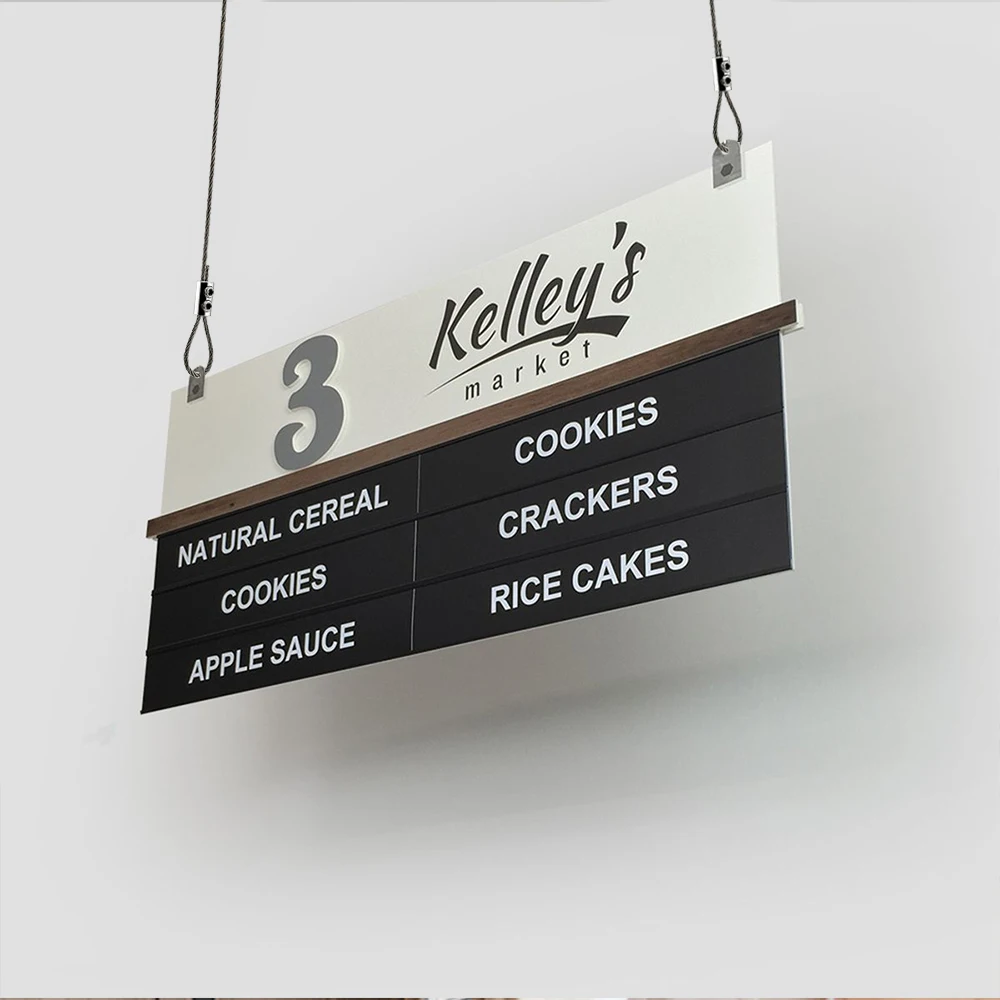 3
Kelley's
market
NATURAL CEREAL
COOKIES
APPLE SAUCE
COOKIES
CRACKERS
RICE CAKES